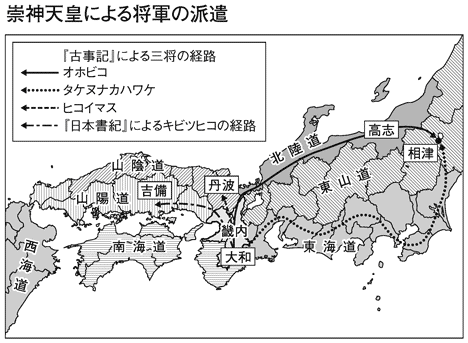 崇神天皇による将軍の派遣
『古事記』による三将の経路
オホビコ
タケヌナカハワケ
ヒコイマス
『日本書紀』によるキビツヒコの経路
北陸道
高志
相津
山陰道
丹波
東山道
山陽道
吉備
畿内
大和
東海道
南海道
西海道